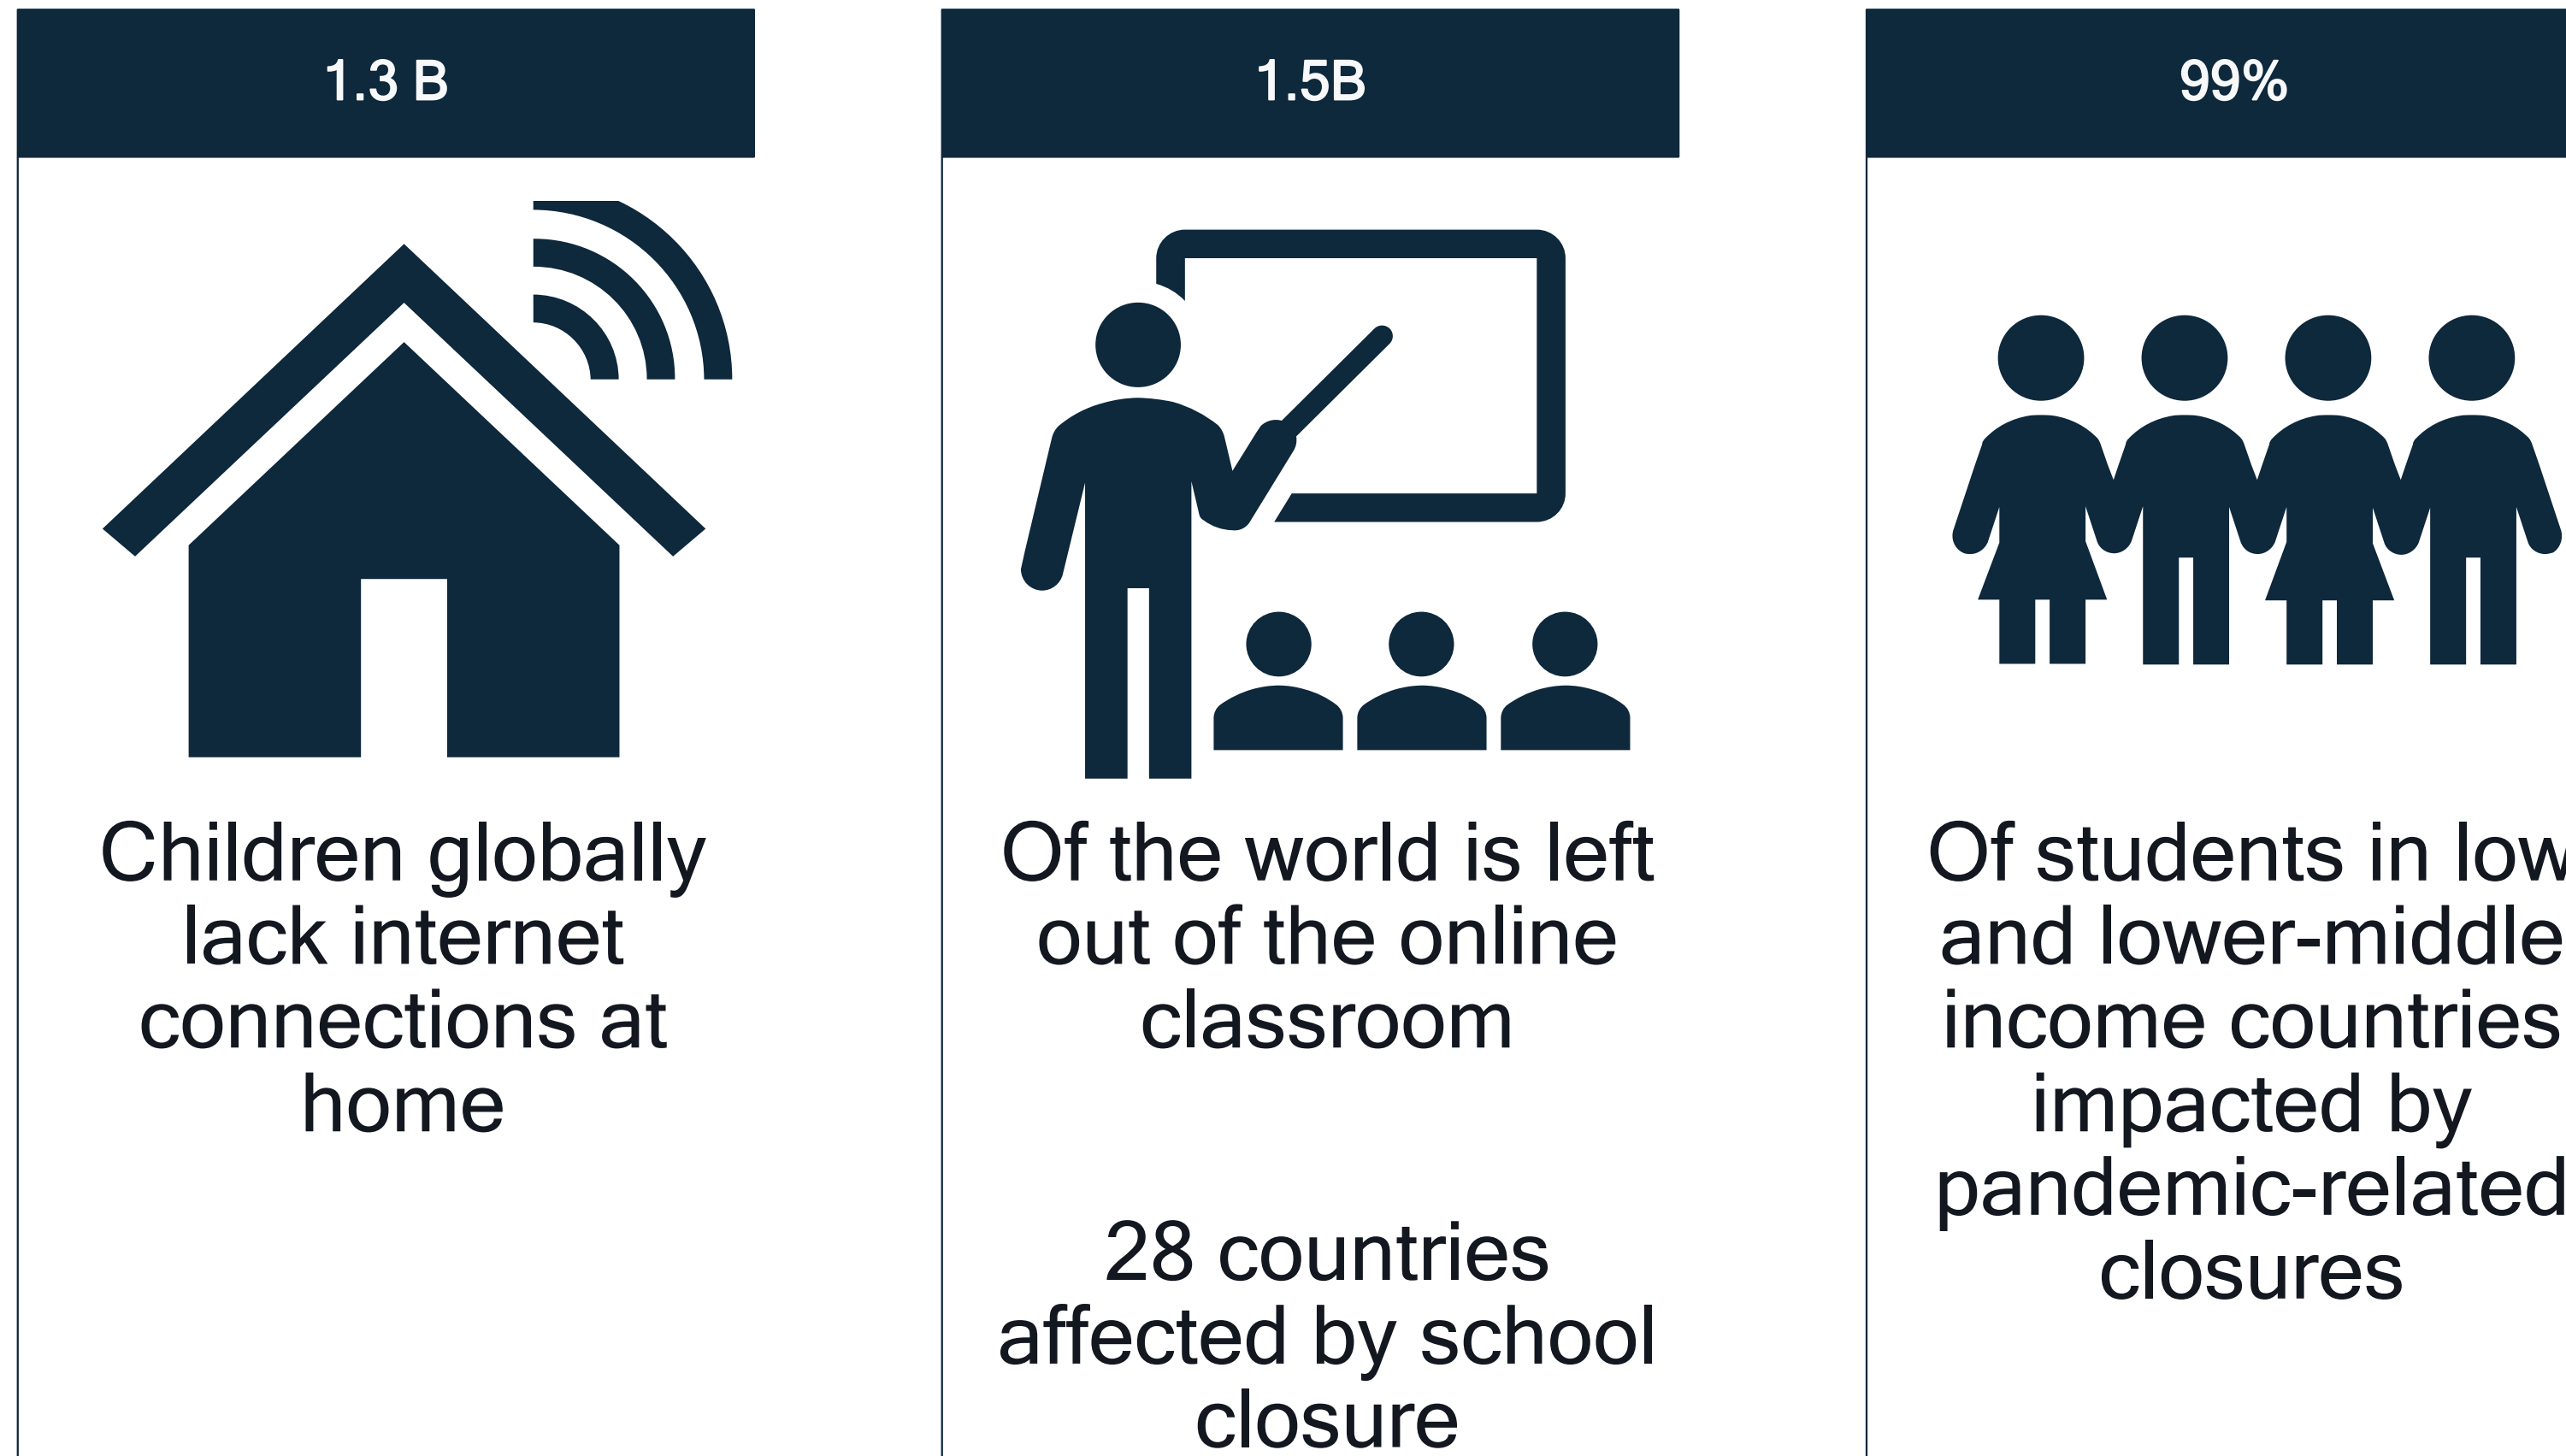 1.3 B
Children globally
lack internet
connections at
home
1.5B
Of the world is left
out of the online
classroom
28 countries
affected by school
closure
99%
Of students in low
and lower-middle
income countries
impacted by
pandemic-related
closures